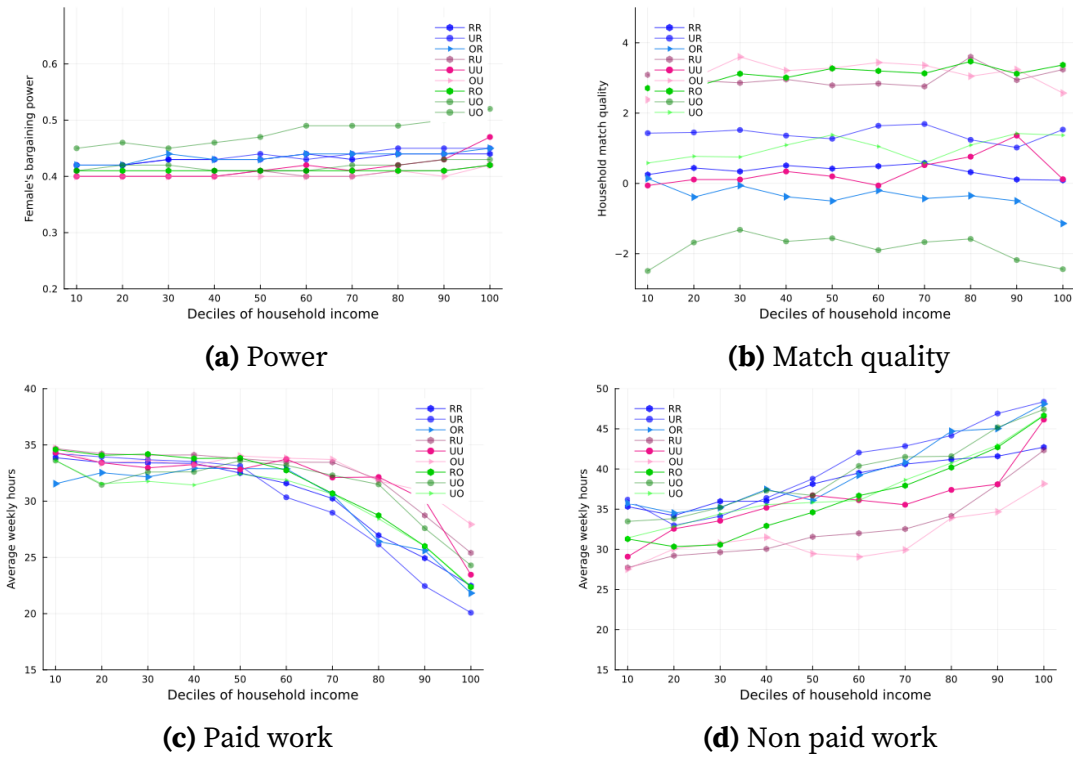 Female's bargaining power
0.6
0.5
0.4
0.3
0.2
RR
UR
OR
RU
UU
OU
RO
UO
UO
10 20 30 40 50 60 70 80 90 100
Deciles of household income
(a) Power
Household match quality
4
2
0
−2
RR
UR
OR
RU
UU
OU
RO
UO
UO
10 20 30 40 50 60 70 80 90 100
Deciles of household income
(b) Match quality
Average weekly hours
40
35
30
25
20
15
RR
UR
OR
RU
UU
OU
RO
UO
UO
10 20 30 40 50 60 70 80 90 100
Deciles of household income
(c) Paid work
Average weekly hours
50
45
40
35
30
25
20
15
RR
UR
OR
RU
UU
OU
RO
UO
UO
10 20 30 40 50 60 70 80 90 100
Deciles of household income
(d) Non paid work